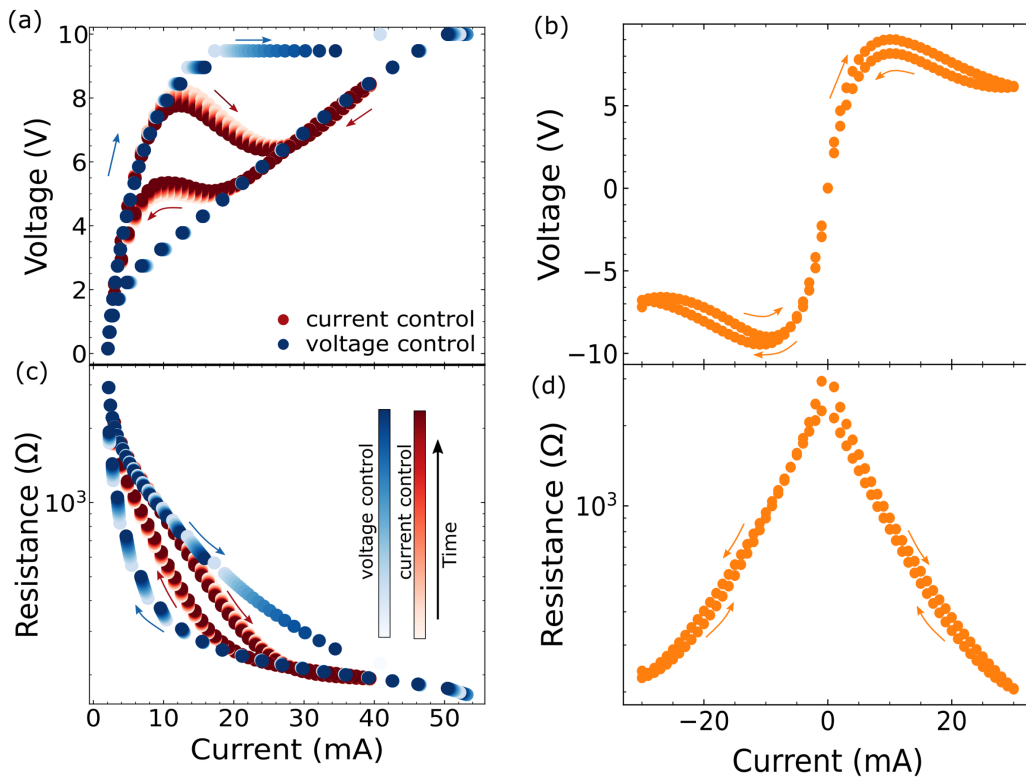 (a)
10
8
6
4
2
0
Voltage (V)
current control
voltage control
(b)
5
0
−5
−10
Voltage (V)
(c)
10³
Resistance (Ω)
voltage control
current control
Time
0 10 20 30 40 50
Current (mA)
(d)
10³
Resistance (Ω)
−20 0 20
Current (mA)